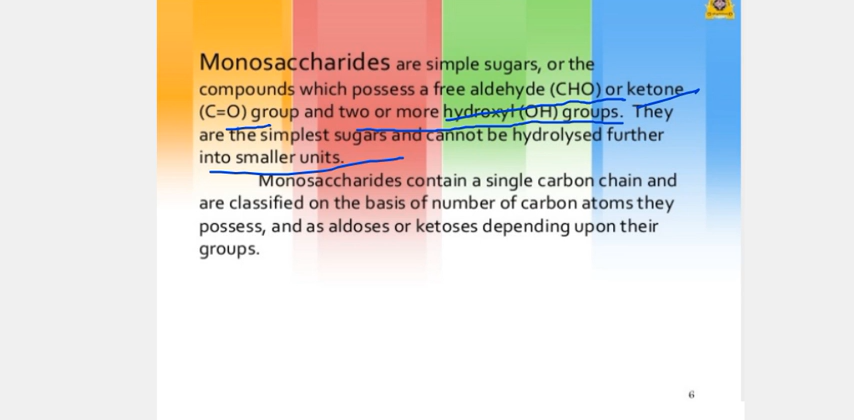 Monosaccharides are simple sugars, or the
compounds which possess a free aldehyde (CHO) or ketone
(C=O) group and two or more hydroxyl (OH) groups. They
are the simplest sugars and cannot be hydrolysed further
into smaller units.
Monosaccharides contain a single carbon chain and
are classified on the basis of number of carbon atoms they
possess, and as aldoses or ketoses depending upon their
groups.
6